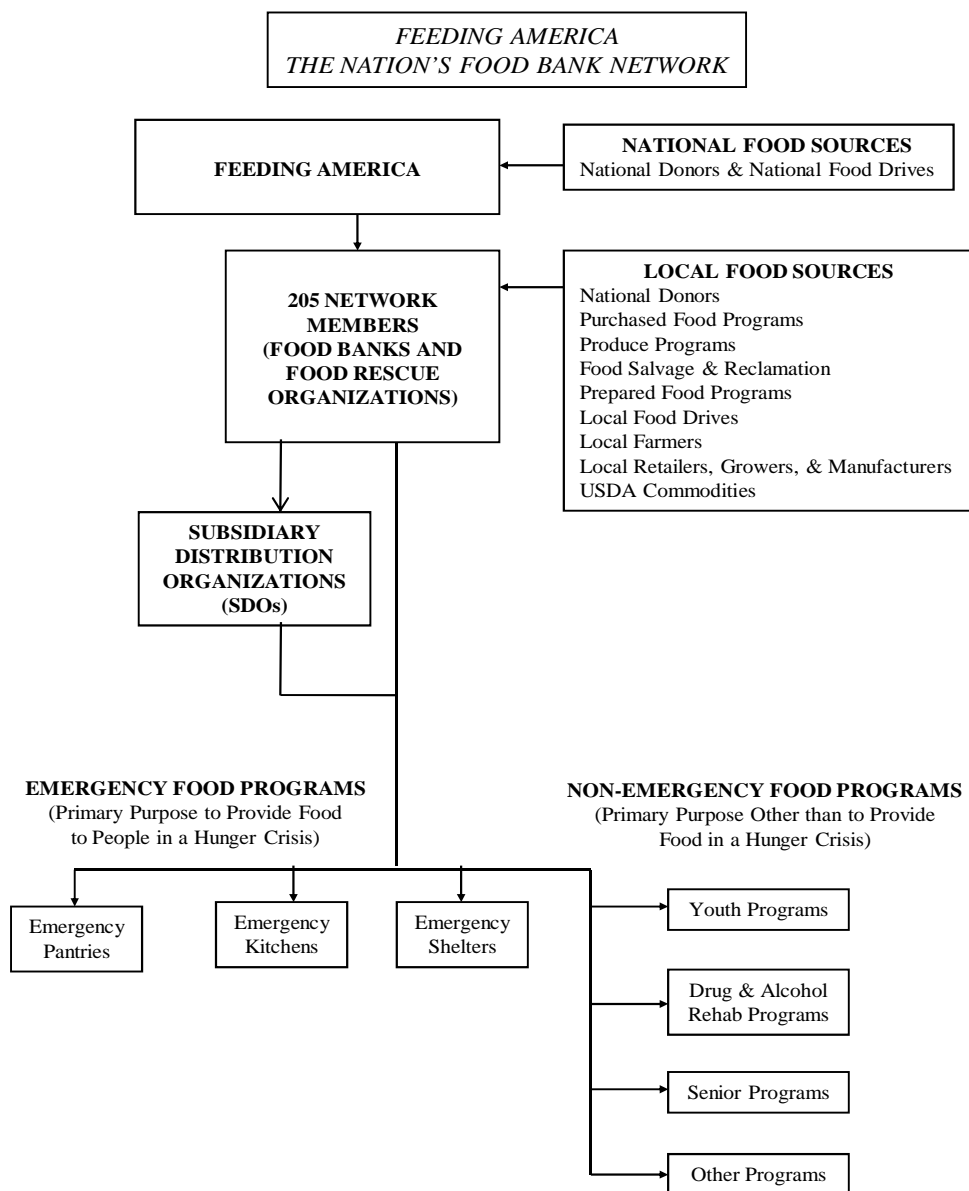 FEEDING AMERICA
THE NATION'S FOOD BANK NETWORK
FEEDING AMERICA
NATIONAL FOOD SOURCES
National Donors & National Food Drives
205 NETWORK
MEMBERS
(FOOD BANKS AND
FOOD RESCUE
ORGANIZATIONS)
LOCAL FOOD SOURCES
National Donors
Purchased Food Programs
Produce Programs
Food Salvage & Reclamation
Prepared Food Programs
Local Food Drives
Local Farmers
Local Retailers, Growers, & Manufacturers
USDA Commodities
SUBSIDIARY
DISTRIBUTION
ORGANIZATIONS
(SDOs)
EMERGENCY FOOD PROGRAMS
(Primary Purpose to Provide Food
to People in a Hunger Crisis)
NON-EMERGENCY FOOD PROGRAMS
(Primary Purpose Other than to Provide
Food in a Hunger Crisis)
Emergency
Pantries
Emergency
Kitchens
Emergency
Shelters
Youth Programs
Drug & Alcohol
Rehab Programs
Senior Programs
Other Programs